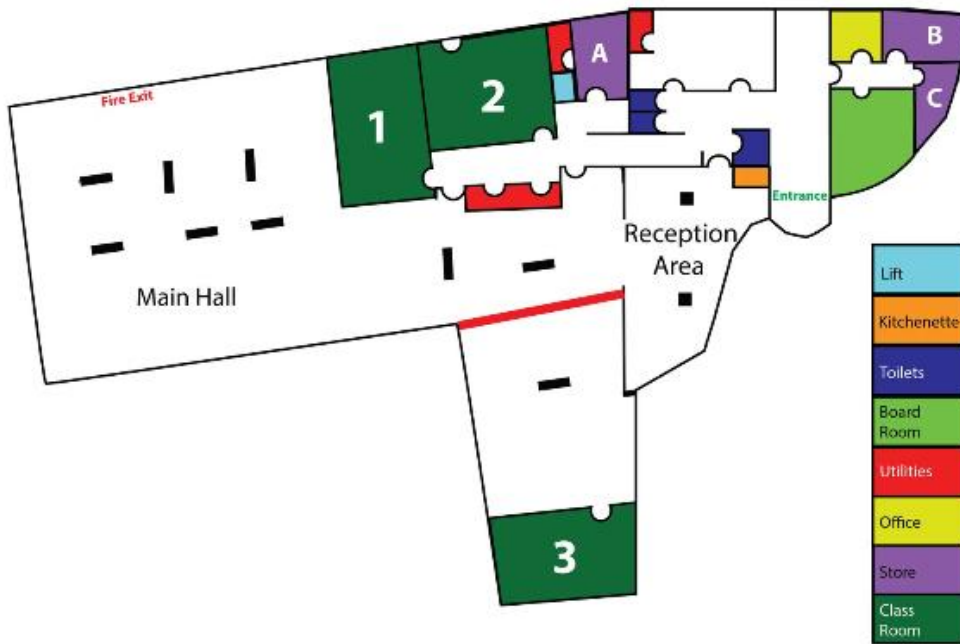 Fire Exit
1
2
A
B
C
Entrance
Reception
Area
Main Hall
3
Lift
Kitchenette
Toilets
Board
Room
Utilities
Office
Store
Class
Room